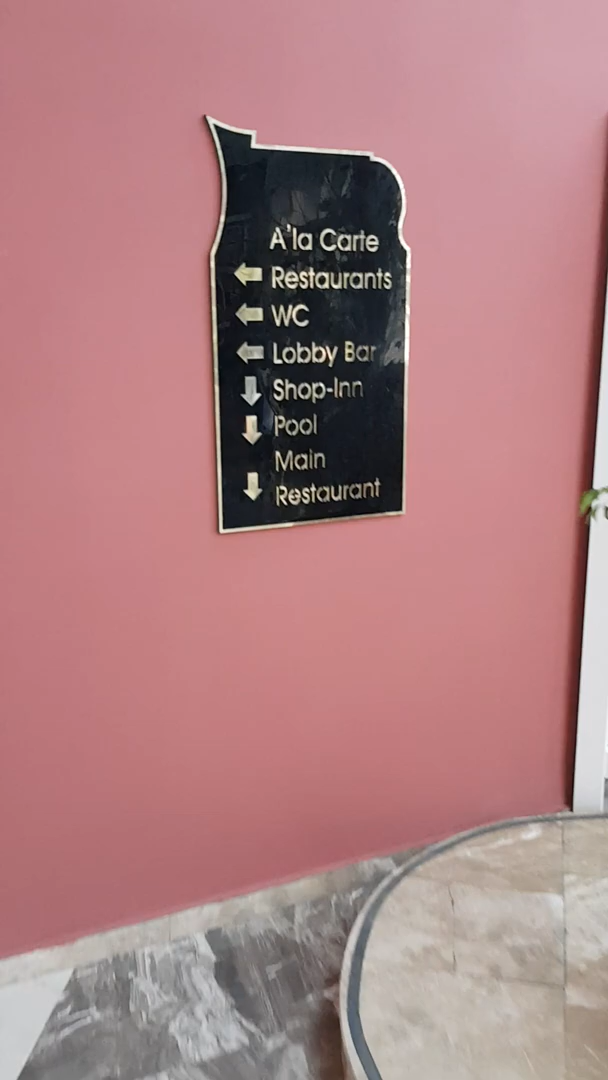 A'la Carte
Restaurants
WC
Lobby Bar
Shop-Inn
Pool
Main
Restaurant